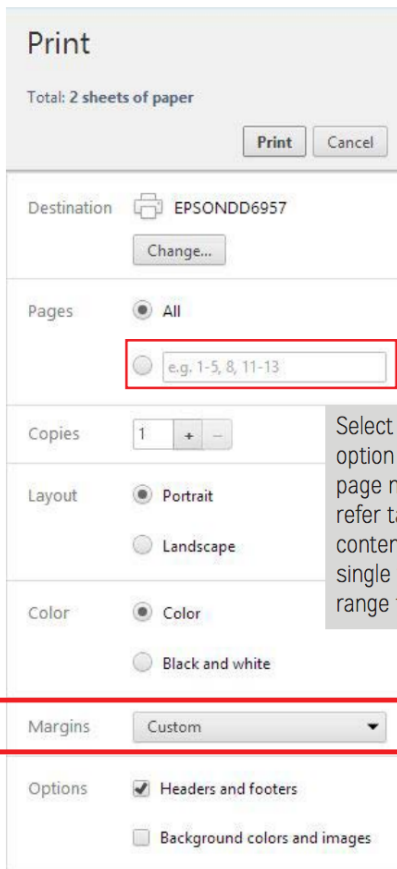 Print
Total: 2 sheets of paper
Print Cancel
Destination EPSONDD6957
Change...
Pages All
e.g. 1-5, 8, 11-13
Copies 1 + −
Select
option
page
refer
single
range
Layout Portrait
Landscape
Color Color
Black and white
Margins Custom
Options Headers and footers
Background colors and images